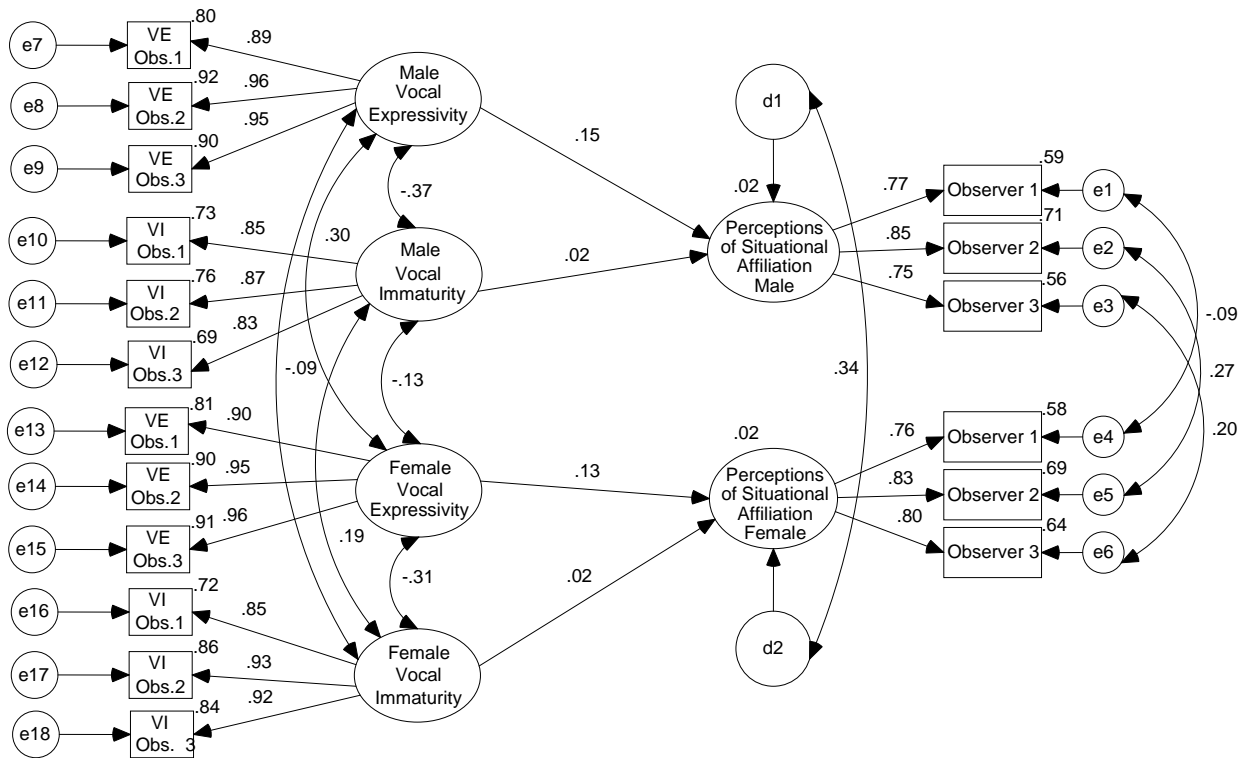 .80
VE
Obs.1
e7
.89
.92
VE
Obs.2
e8
.96
.95
.90
VE
Obs.3
e9
Male
Vocal
Expressivity
.15
d1
-.37
.73
VI
Obs.1
e10
.85
.30
.76
VI
Obs.2
e11
.87
.83
.69
VI
Obs.3
e12
Male
Vocal
Immaturity
.02
.02
Perceptions
of Situational
Affiliation
Male
.77
.59
Observer 1
e1
.85
.71
Observer 2
e2
.75
.56
Observer 3
e3
-.09
.27
.20
-.09
-.13
.34
.81
VE
Obs.1
e13
.90
.90
VE
Obs.2
e14
.95
.96
.91
VE
Obs.3
e15
Female
Vocal
Expressivity
.13
.02
Perceptions
of Situational
Affiliation
Female
.76
.58
Observer 1
e4
.83
.69
Observer 2
e5
.80
.64
Observer 3
e6
.19
-.31
.02
.72
VI
Obs.1
e16
.85
.86
VI
Obs.2
e17
.93
.92
.84
VI
Obs. 3
e18
Female
Vocal
Immaturity
d2